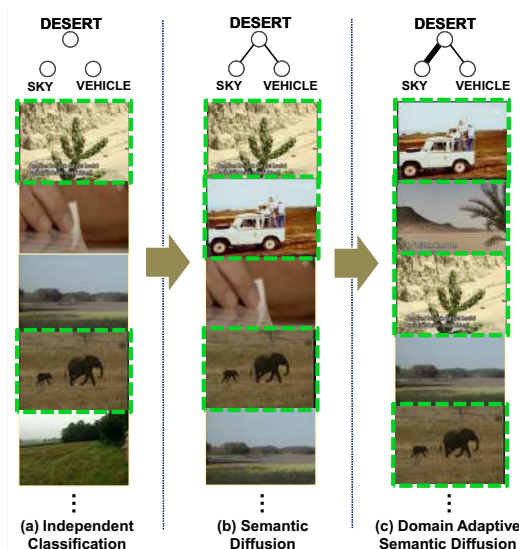 DESERT
SKY
VEHICLE
DESERT
SKY
VEHICLE
DESERT
SKY
VEHICLE
(a) Independent
Classification
(b) Semantic
Diffusion
(c) Domain Adaptive
Semantic Diffusion